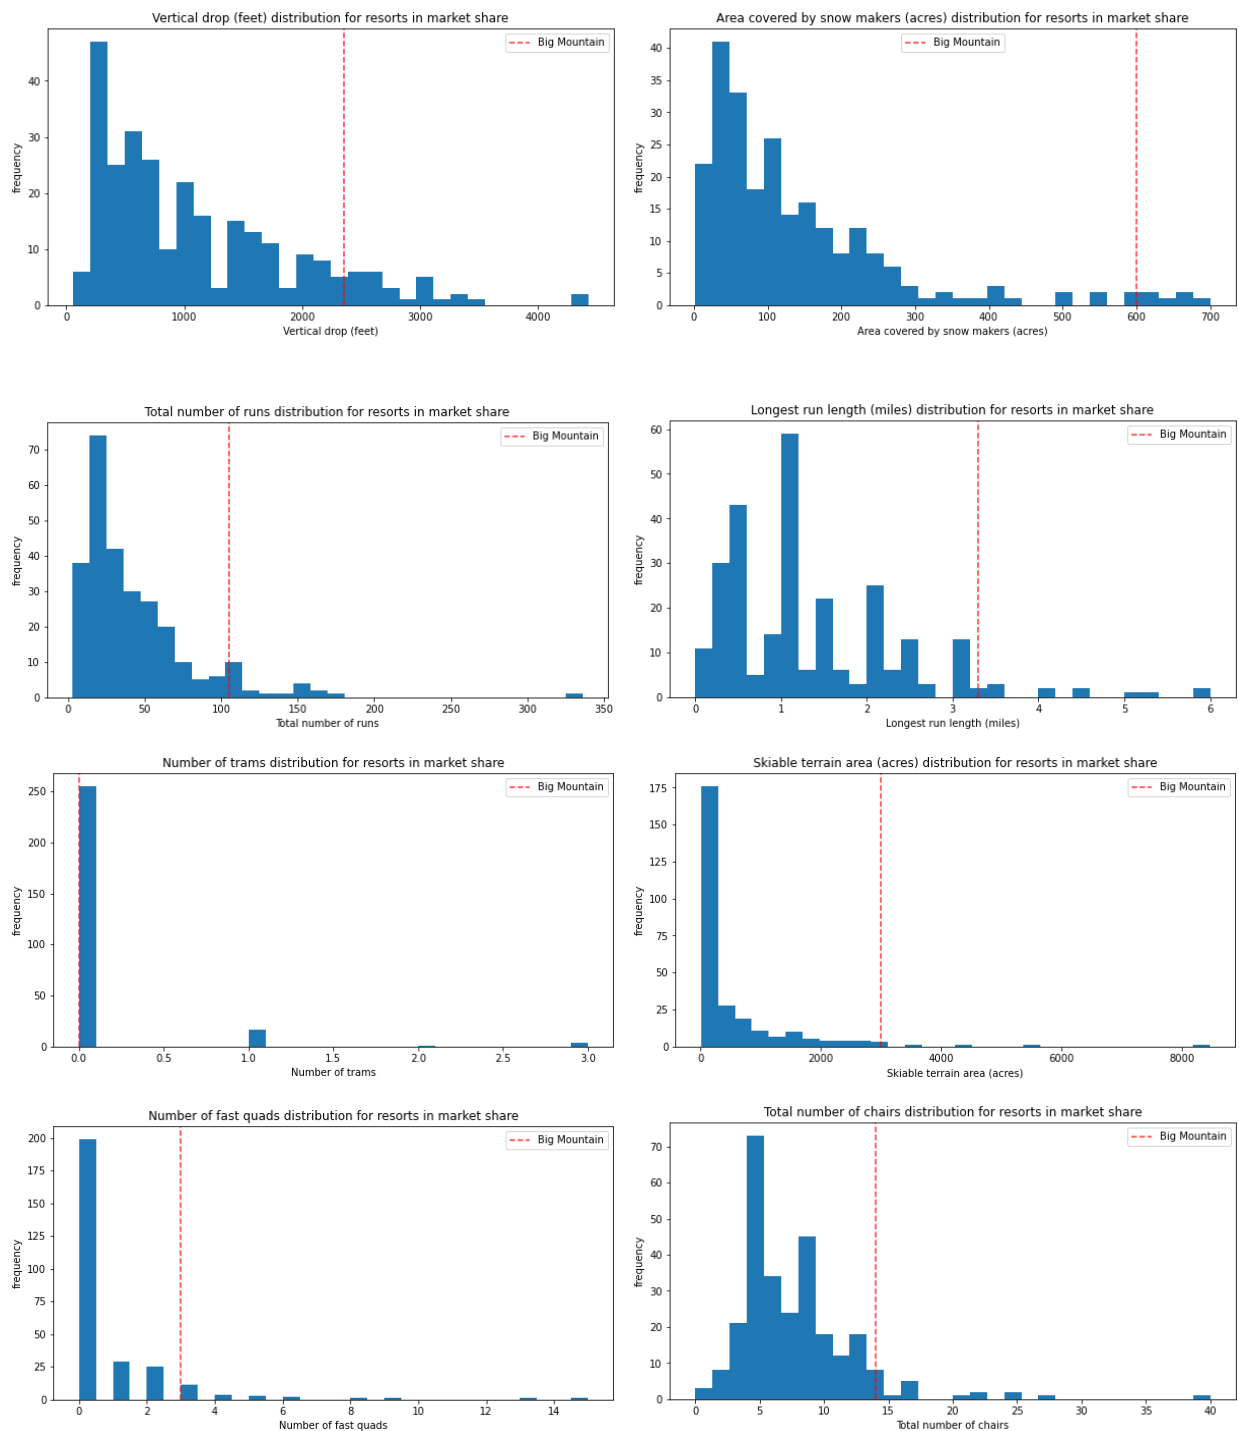 Vertical drop (feet) distribution for resorts in market share
Big Mountain
40
30
20
10
0
frequency
0 1000 2000 3000 4000
Vertical drop (feet)
Area covered by snow makers (acres) distribution for resorts in market share
Big Mountain
40
35
30
25
20
15
10
5
0
frequency
0 100 200 300 400 500 600 700
Area covered by snow makers (acres)
Total number of runs distribution for resorts in market share
Big Mountain
70
60
50
40
30
20
10
0
frequency
0 50 100 150 200 250 300 350
Total number of runs
Longest run length (miles) distribution for resorts in market share
Big Mountain
60
50
40
30
20
10
0
frequency
0 1 2 3 4 5 6
Longest run length (miles)
Number of trams distribution for resorts in market share
Big Mountain
250
200
150
100
50
0
frequency
0.0 0.5 1.0 1.5 2.0 2.5 3.0
Number of trams
Skiable terrain area (acres) distribution for resorts in market share
Big Mountain
175
150
125
100
75
50
25
0
frequency
0 2000 4000 6000 8000
Skiable terrain area (acres)
Number of fast quads distribution for resorts in market share
Big Mountain
200
175
150
125
100
75
50
25
0
frequency
0 2 4 6 8 10 12 14
Number of fast quads
Total number of chairs distribution for resorts in market share
Big Mountain
70
60
50
40
30
20
10
0
frequency
0 5 10 15 20 25 30 35 40
Total number of chairs